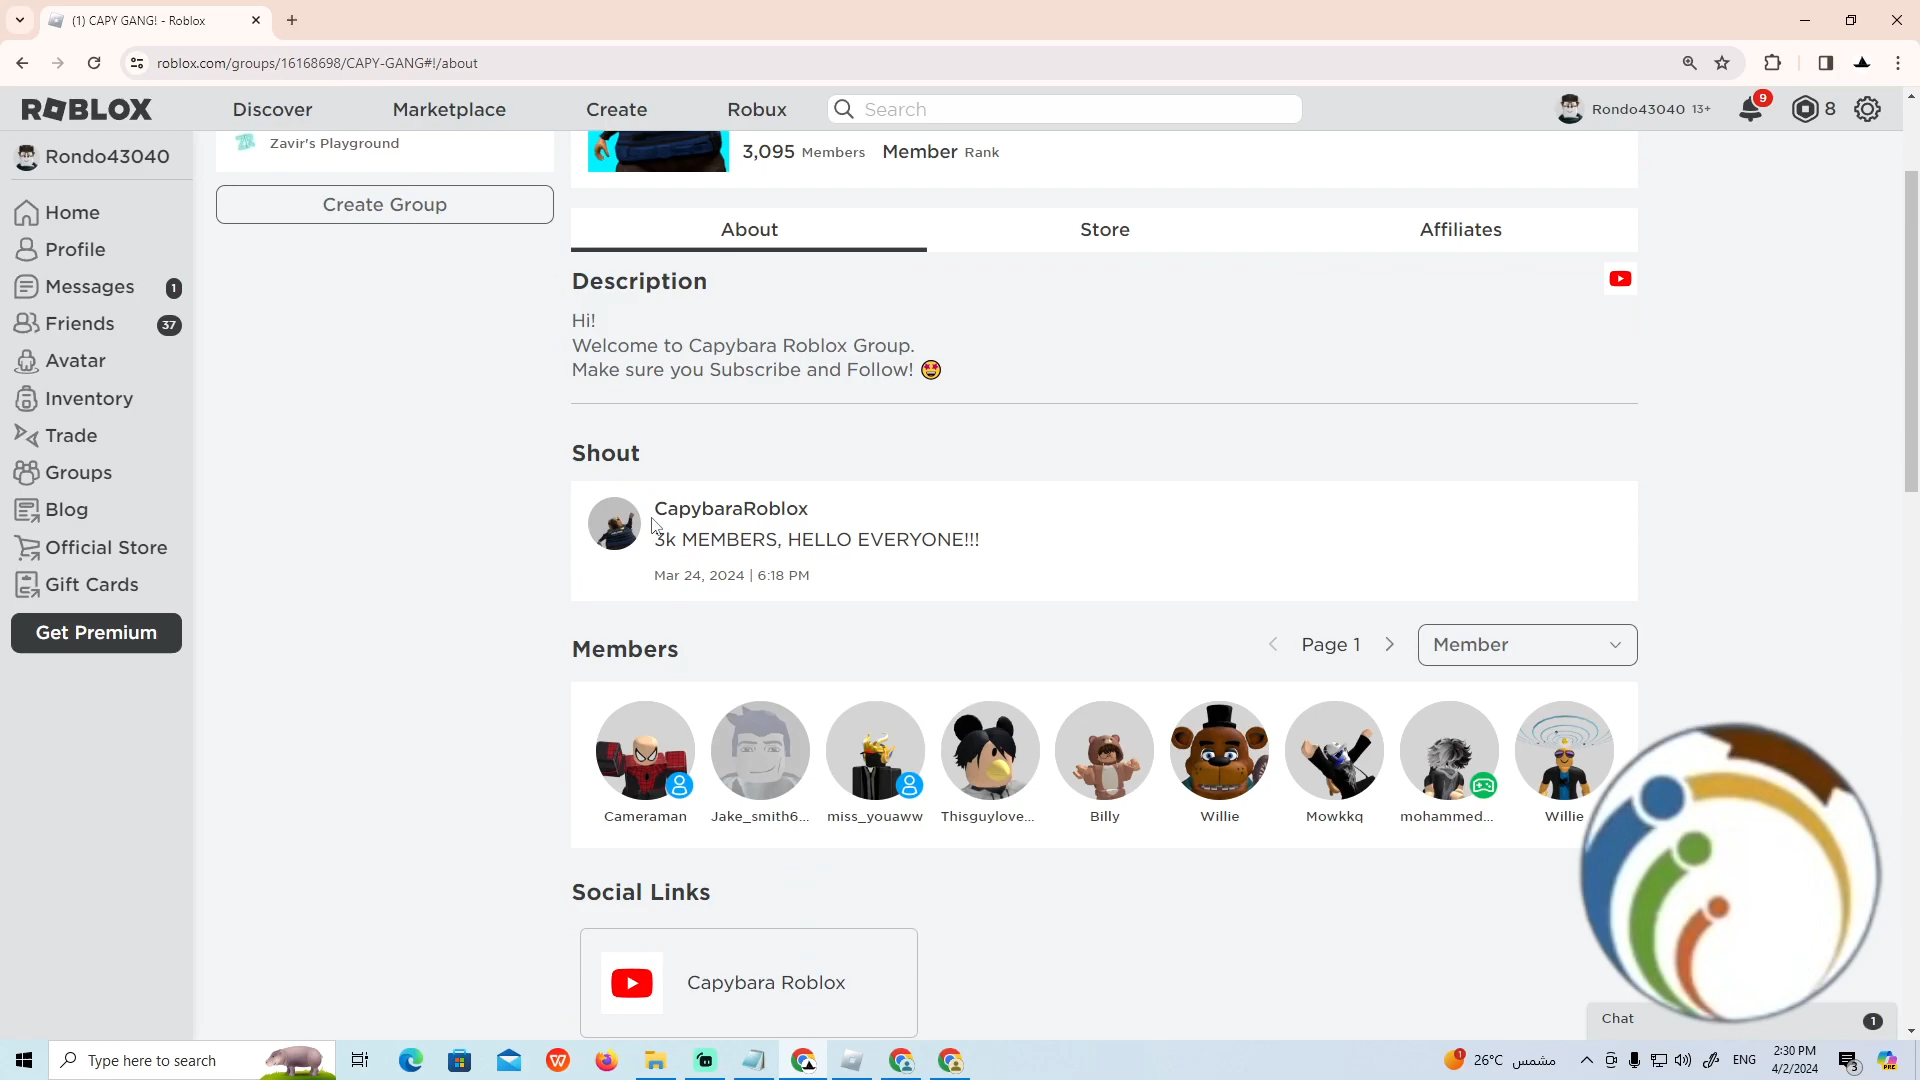 (1) CAPY GANG! - Roblox
roblox.com/groups/16168698/CAPY-GANG#!/about
ROBLOX
Discover
Marketplace
Create
Robux
Search
Rondo43040 13+
9
8
Rondo43040
Home
Profile
Messages 1
Friends 37
Avatar
Inventory
Trade
Groups
Blog
Official Store
Gift Cards
Get Premium
Zavir's Playground
Create Group
3,095 Members Member Rank
About
Store
Affiliates
Description
Hi!
Welcome to Capybara Roblox Group.
Make sure you Subscribe and Follow! 🤩
Shout
CapybaraRoblox
3k MEMBERS, HELLO EVERYONE!!!
Mar 24, 2024 | 6:18 PM
Members
Page 1
Member
Cameraman
Jake_smith6...
miss_youaww
Thisguylove...
Billy
Willie
Mowkkq
mohammed...
Willie
Social Links
Capybara Roblox
Chat 1
Type here to search
1
26°C مشمس
ENG
2:30 PM
4/2/2024
3
PRE